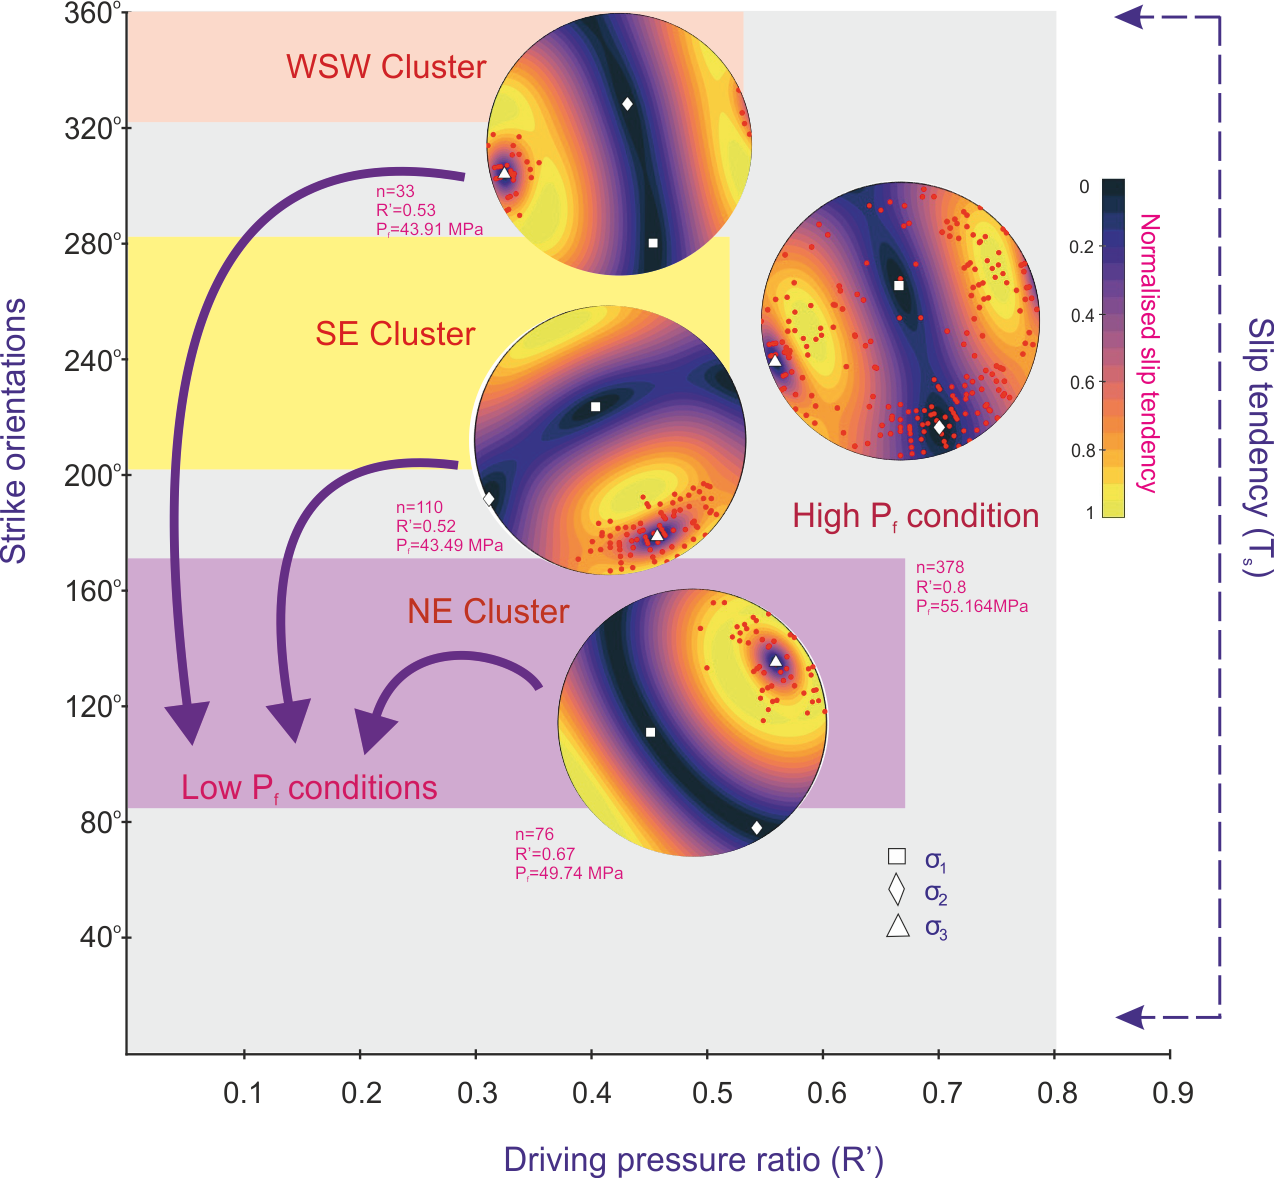 360°
320°
280°
240°
200°
160°
120°
80°
40°
Strike orientations
WSW Cluster
n=33
R'=0.53
Pf=43.91 MPa
SE Cluster
n=110
R'=0.52
Pf=43.49 MPa
NE Cluster
Low Pf conditions
n=76
R'=0.67
Pf=49.74 MPa
High Pf condition
n=378
R'=0.8
Pf=55.164MPa
0
0.2
0.4
0.6
0.8
1
Normalised slip tendency
Slip tendency (Ts)
σ1
σ2
σ3
0.1 0.2 0.3 0.4 0.5 0.6 0.7 0.8 0.9
Driving pressure ratio (R')